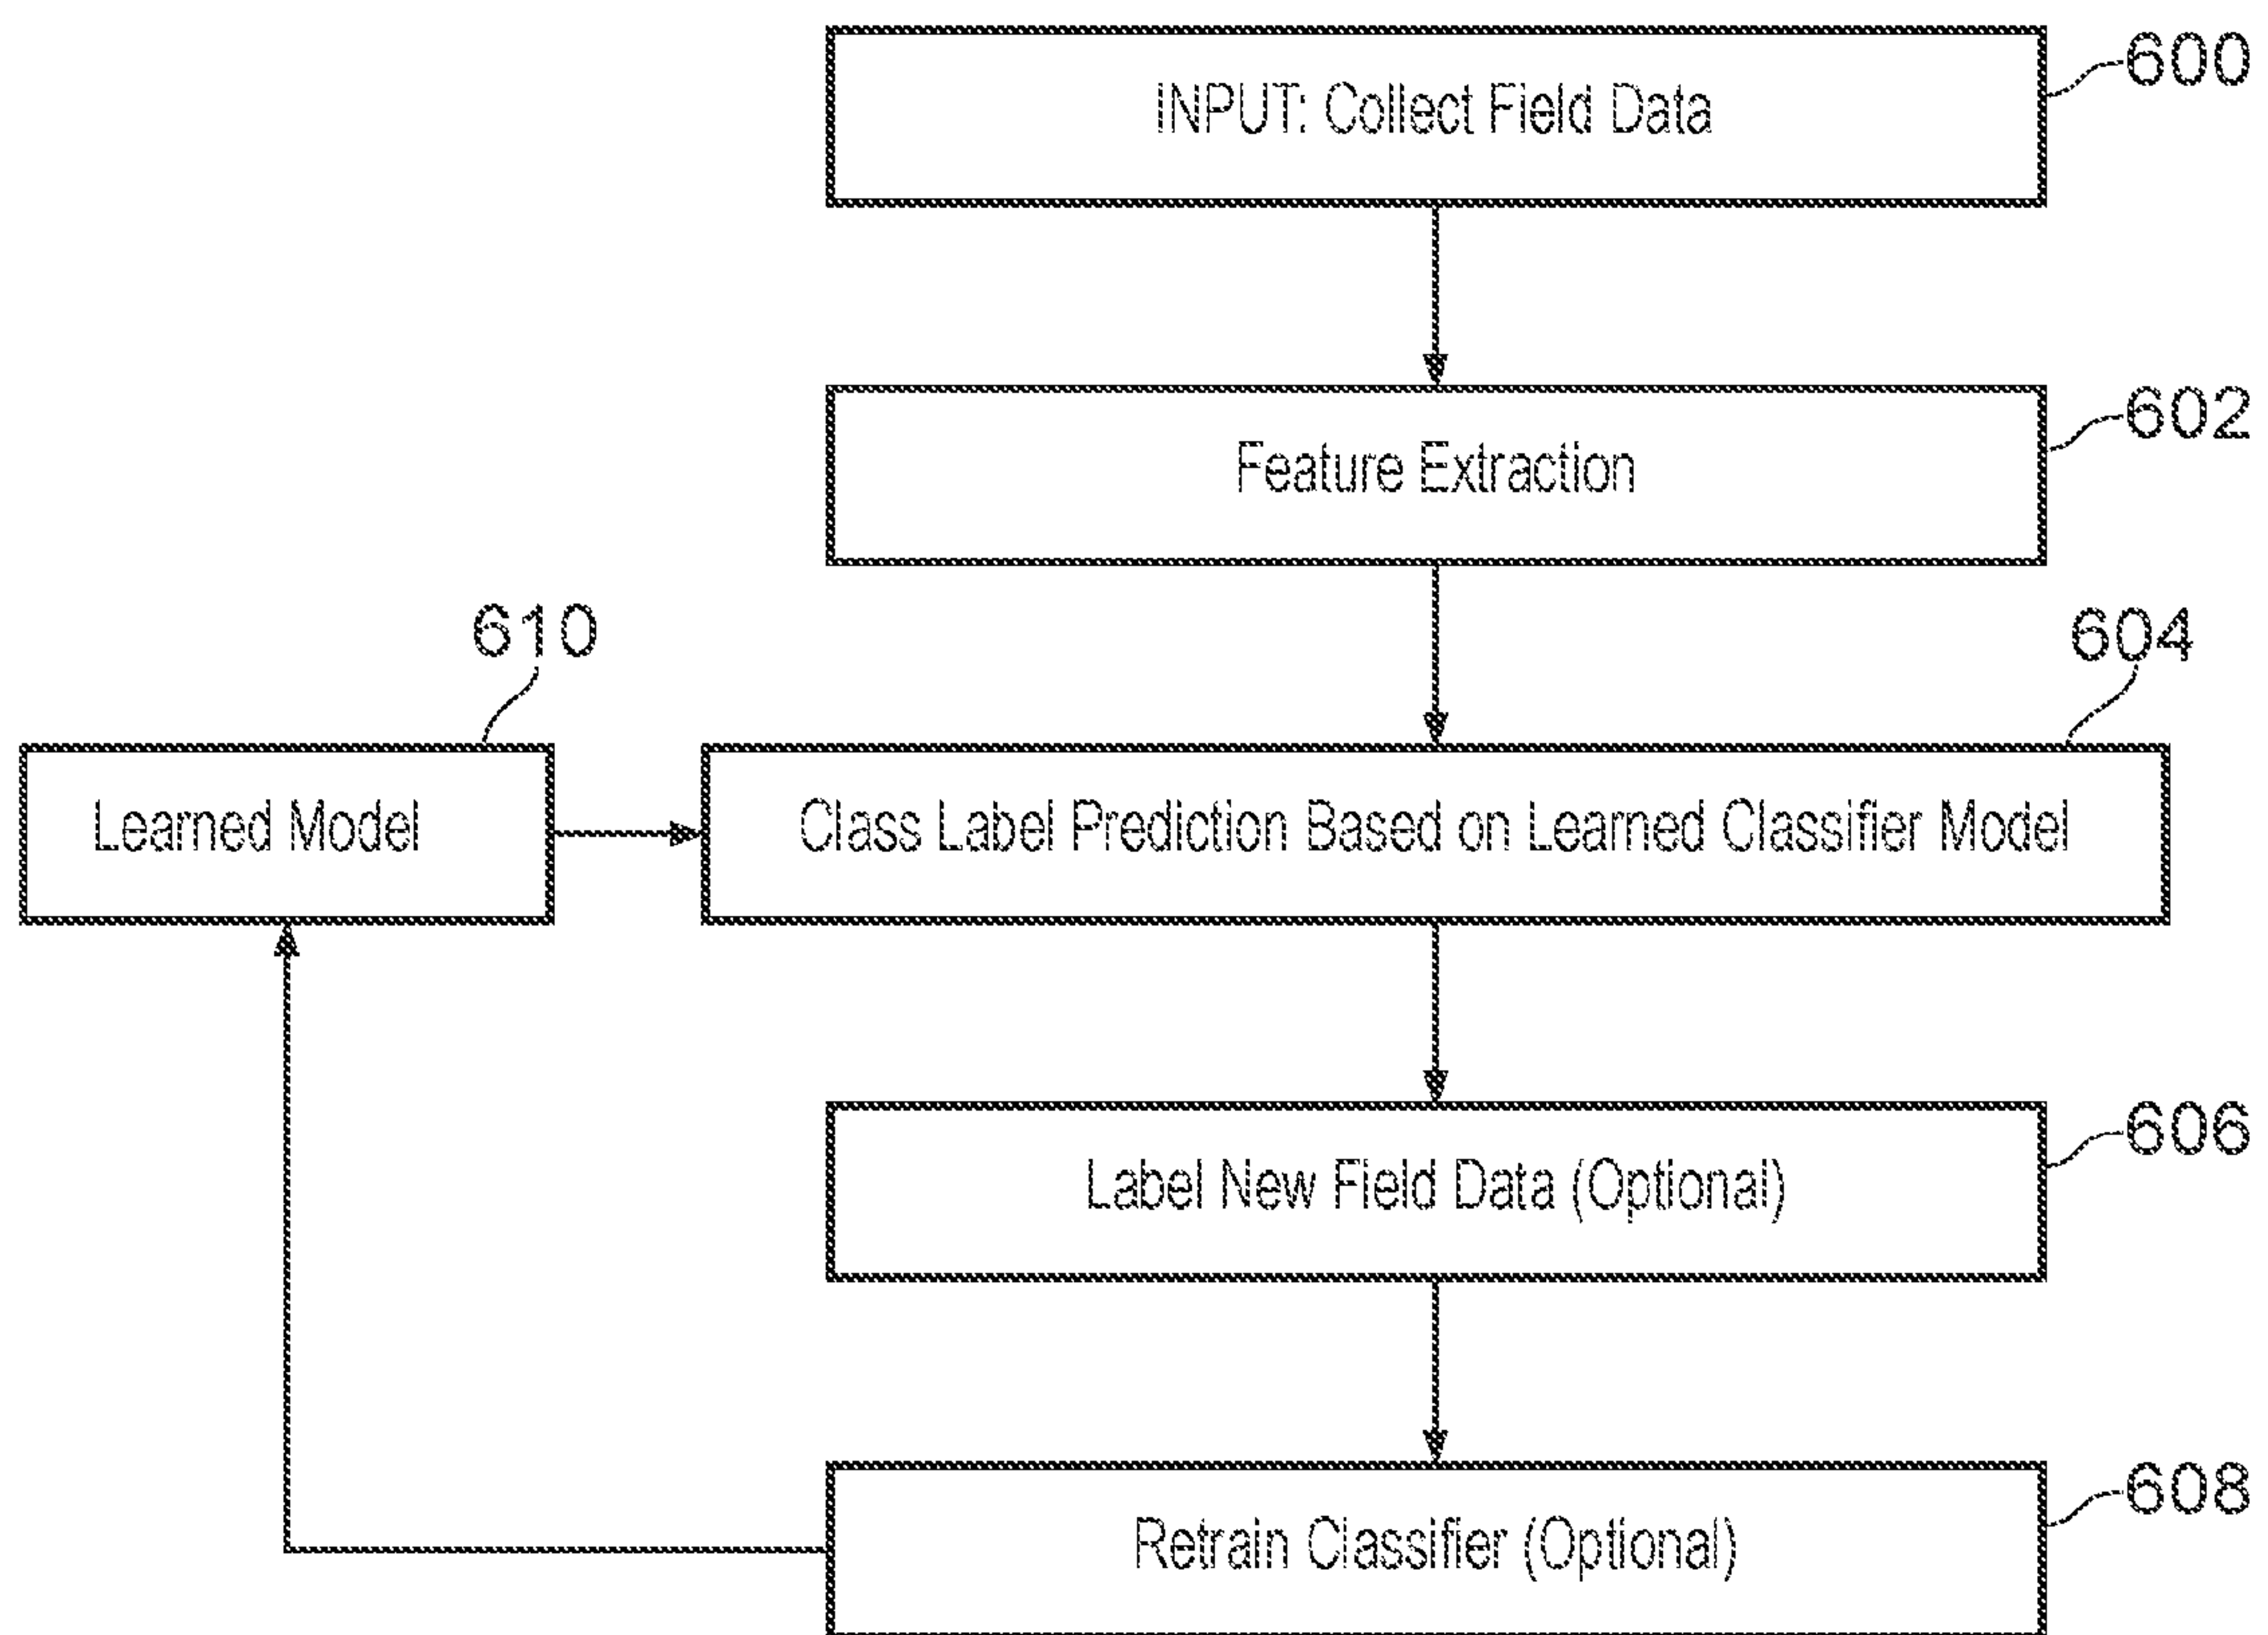 INPUT: Collect Field Data
600
Feature Extraction
602
610
604
Learned Model
Class Label Prediction Based on Learned Classifier Model
Label New Field Data (Optional)
606
Retrain Classifier (Optional)
608